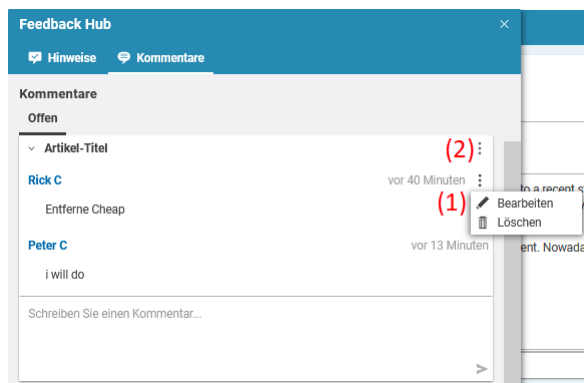 Feedback Hub
Hinweise Kommentare
Kommentare
Offen
Artikel-Titel (2)
Rick C vor 40 Minuten
to a recent s
(1) Bearbeiten
Entferne Cheap
Löschen
Peter C vor 13 Minuten
ent. Nowada
i will do
Schreiben Sie einen Kommentar...